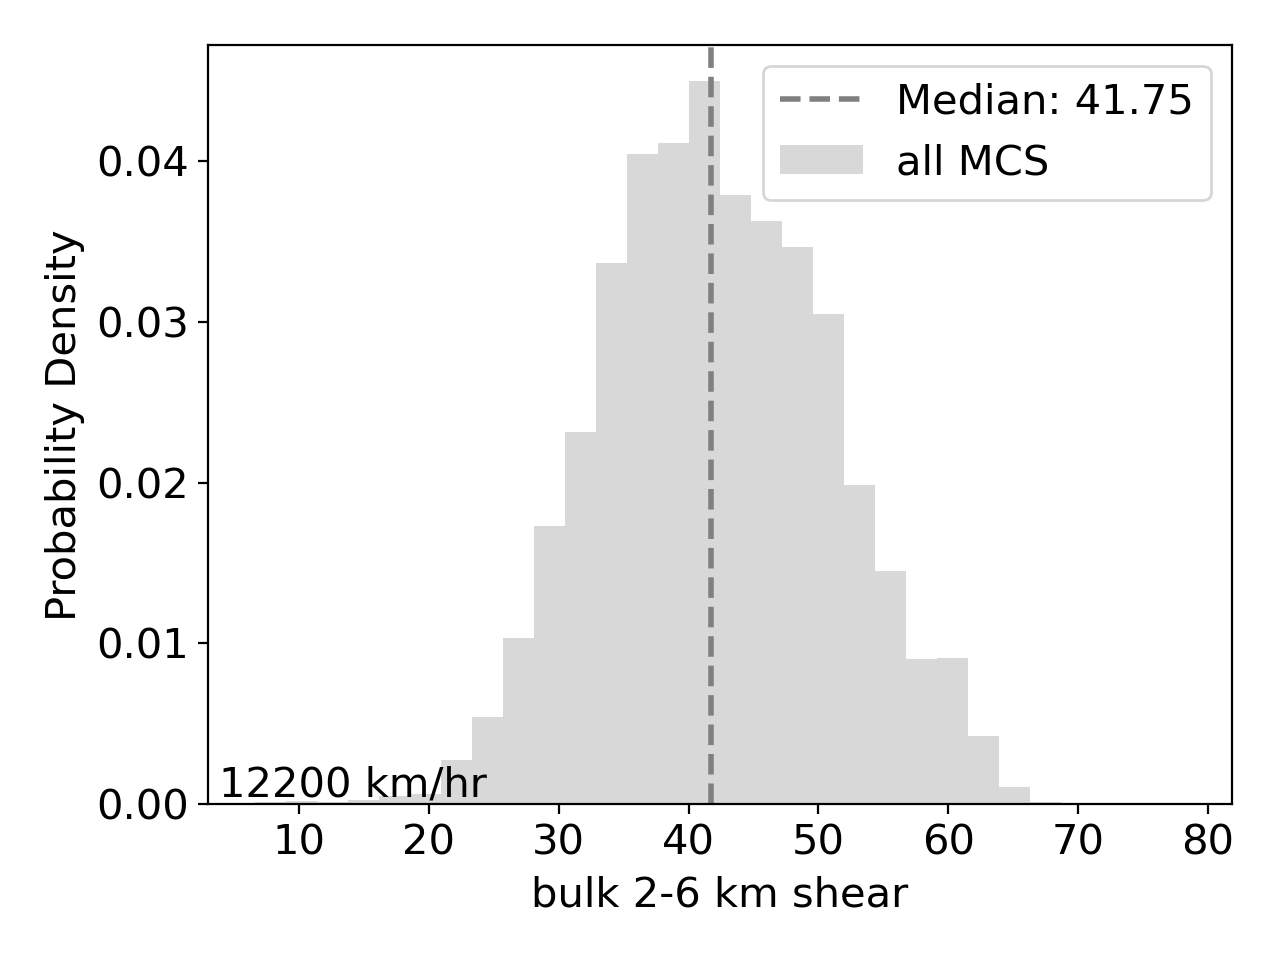 Median: 41.75
all MCS
0.04
0.03
0.02
0.01
0.00
Probability Density
12200 km/hr
10 20 30 40 50 60 70 80
bulk 2-6 km shear